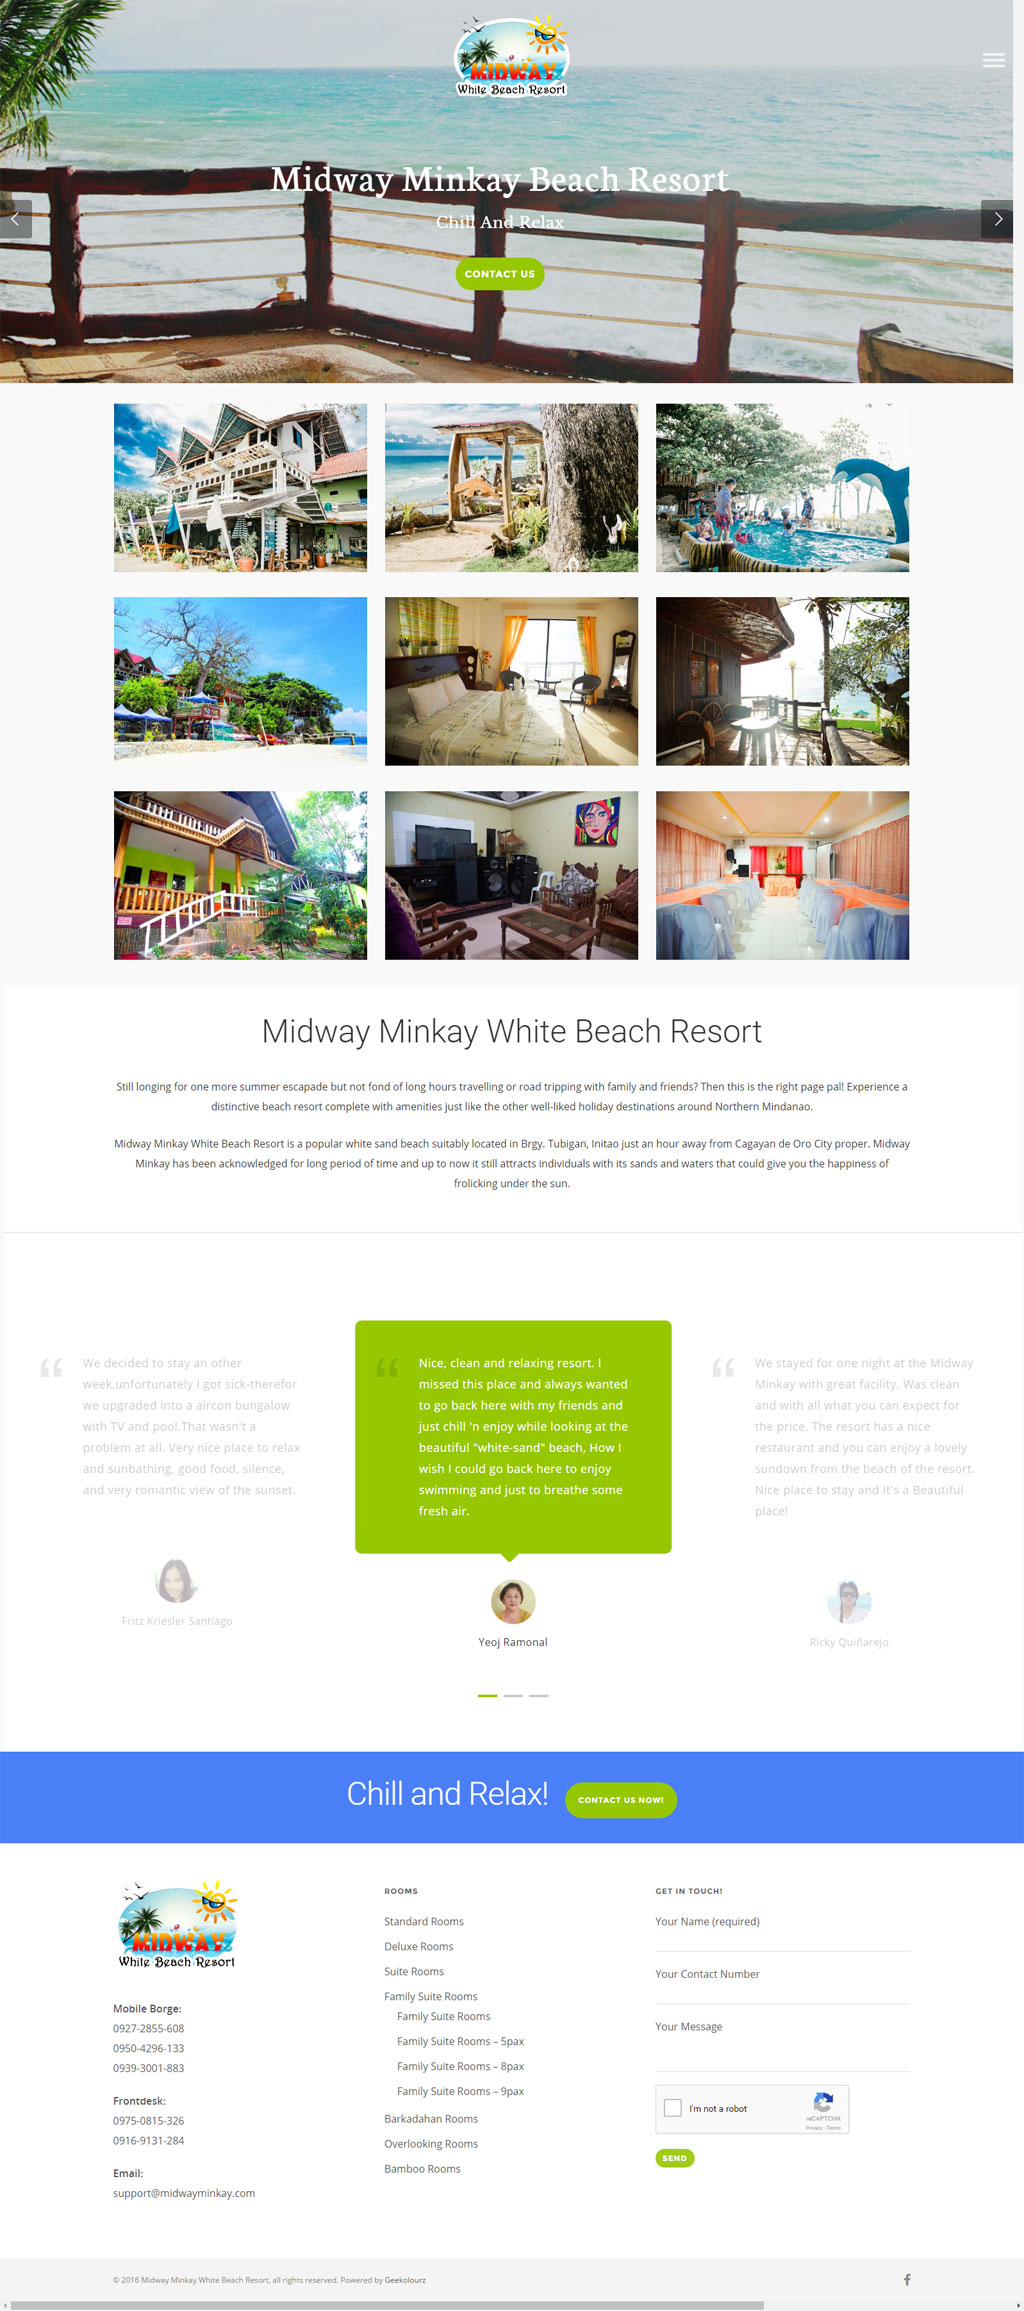 MIDWAY
White Beach Resort
Midway Minkay Beach Resort
Chill And Relax
CONTACT US
Midway Minkay White Beach Resort
Still longing for one more summer escapade but not fond of long hours travelling or road tripping with family and friends? Then this is the right page pal! Experience a
distinctive beach resort complete with amenities just like the other well-liked holiday destinations around Northern Mindanao.
Midway Minkay White Beach Resort is a popular white sand beach suitably located in Brgy. Tubigan, Initao just an hour away from Cagayan de Oro City proper. Midway
Minkay has been acknowledged for long period of time and up to now it still attracts individuals with its sands and waters that could give you the happiness of
frolicking under the sun.
“
We decided to stay an other
week,unfortunately I got sick-therefor
we upgraded into a aircon bungalow
with TV and pool.That wasn't a
problem at all. Very nice place to relax
and sunbathing, good food, silence,
and very romantic view of the sunset.
Fritz Kriesler Santiago
“
Nice, clean and relaxing resort. I
missed this place and always wanted
to go back here with my friends and
just chill 'n enjoy while looking at the
beautiful "white-sand" beach, How I
wish I could go back here to enjoy
swimming and just to breathe some
fresh air.
Yeoj Ramonal
“
We stayed for one night at the Midway
Minkay with great facility. Was clean
and with all what you can expect for
the price. The resort has a nice
restaurant and you can enjoy a lovely
sundown from the beach of the resort.
Nice place to stay and It's a Beautiful
place!
Ricky Quiñarejo
Chill and Relax!
CONTACT US NOW!
MIDWAY
White Beach Resort
Mobile Borge:
0927-2855-608
0950-4296-133
0939-3001-883
Frontdesk:
0975-0815-326
0916-9131-284
Email:
support@midwayminkay.com
ROOMS
Standard Rooms
Deluxe Rooms
Suite Rooms
Family Suite Rooms
Family Suite Rooms
Family Suite Rooms – 5pax
Family Suite Rooms – 8pax
Family Suite Rooms – 9pax
Barkadahan Rooms
Overlooking Rooms
Bamboo Rooms
GET IN TOUCH!
Your Name (required)
Your Contact Number
Your Message
I'm not a robot
reCAPTCHA
Privacy - Terms
SEND
© 2016 Midway Minkay White Beach Resort, all rights reserved. Powered by Geekolourz